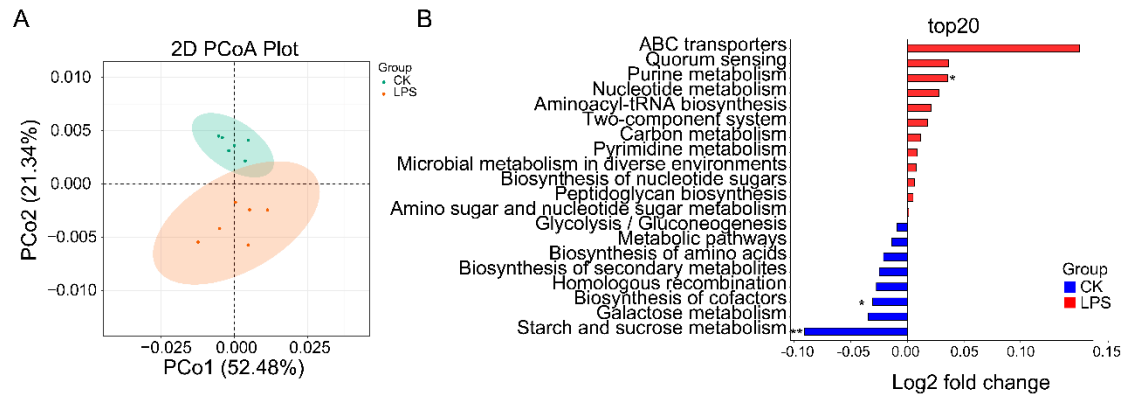 A
2D PCoA Plot
Group
CK
LPS
0.010
0.005
0.000
−0.005
−0.010
PCo2 (21.34%)
−0.025
0.000
0.025
PCo1 (52.48%)
B
top20
ABC transporters
Quorum sensing
Purine metabolism
*
Nucleotide metabolism
Aminoacyl-tRNA biosynthesis
Two-component system
Carbon metabolism
Pyrimidine metabolism
Microbial metabolism in diverse environments
Biosynthesis of nucleotide sugars
Peptidoglycan biosynthesis
Amino sugar and nucleotide sugar metabolism
Glycolysis / Gluconeogenesis
Metabolic pathways
Biosynthesis of amino acids
Biosynthesis of secondary metabolites
Homologous recombination
Biosynthesis of cofactors
*
Galactose metabolism
Starch and sucrose metabolism
**
Group
CK
LPS
-0.10
-0.05
0.00
0.05
0.10
0.15
Log2 fold change